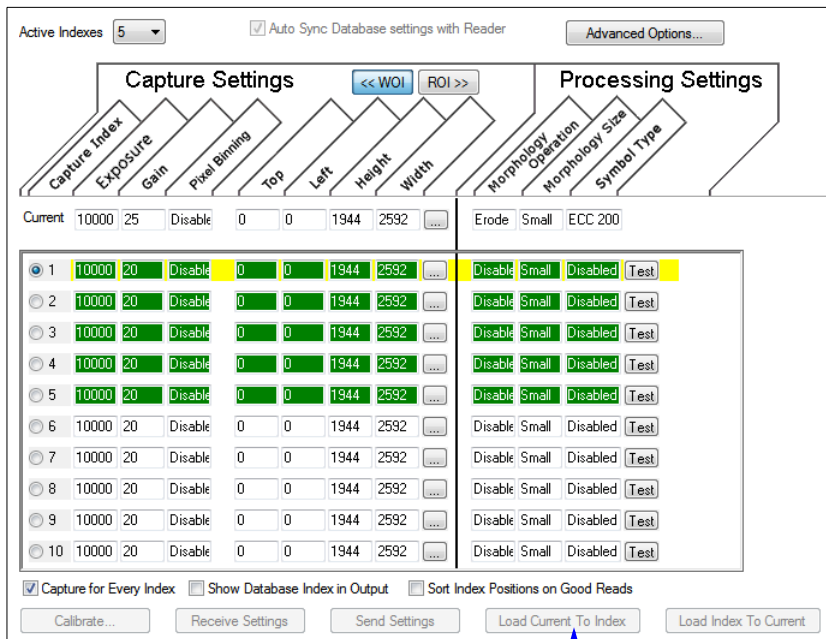 Active Indexes 5 Auto Sync Database settings with Reader Advanced Options...
Capture Settings << WOI ROI >> Processing Settings
Capture Index Exposure Gain Pixel Binning Top Left Height Width Morphology Operation Morphology Size Symbol Type
Current 10000 25 Disable 0 0 1944 2592 ... Erode Small ECC 200
1 10000 20 Disable 0 0 1944 2592 ... Disable Small Disabled Test
2 10000 20 Disable 0 0 1944 2592 ... Disable Small Disabled Test
3 10000 20 Disable 0 0 1944 2592 ... Disable Small Disabled Test
4 10000 20 Disable 0 0 1944 2592 ... Disable Small Disabled Test
5 10000 20 Disable 0 0 1944 2592 ... Disable Small Disabled Test
6 10000 20 Disable 0 0 1944 2592 ... Disable Small Disabled Test
7 10000 20 Disable 0 0 1944 2592 ... Disable Small Disabled Test
8 10000 20 Disable 0 0 1944 2592 ... Disable Small Disabled Test
9 10000 20 Disable 0 0 1944 2592 ... Disable Small Disabled Test
10 10000 20 Disable 0 0 1944 2592 ... Disable Small Disabled Test
Capture for Every Index Show Database Index in Output Sort Index Positions on Good Reads
Calibrate... Receive Settings Send Settings Load Current To Index Load Index To Current